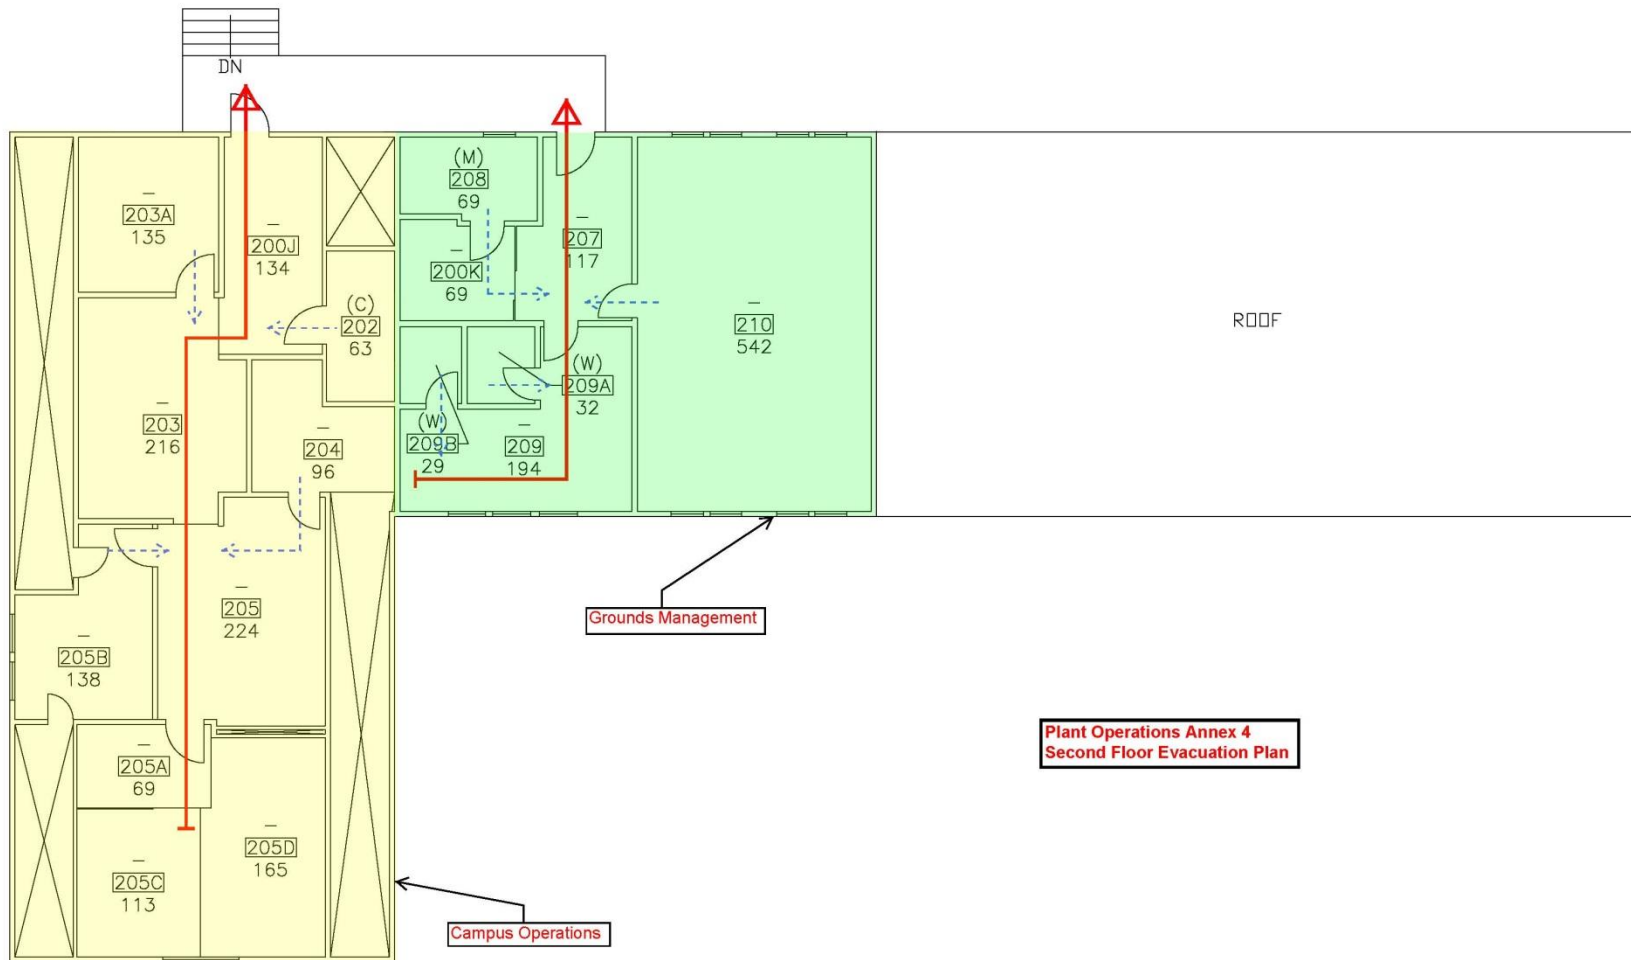 DN
(M)
208
69
203A
135
200J
134
207
117
200K
69
(C)
202
63
210
542
ROOF
(W)
209A
32
203
216
204
96
(W)
209B
29
209
194
205
224
Grounds Management
205B
138
Plant Operations Annex 4
Second Floor Evacuation Plan
205A
69
205D
165
205C
113
Campus Operations